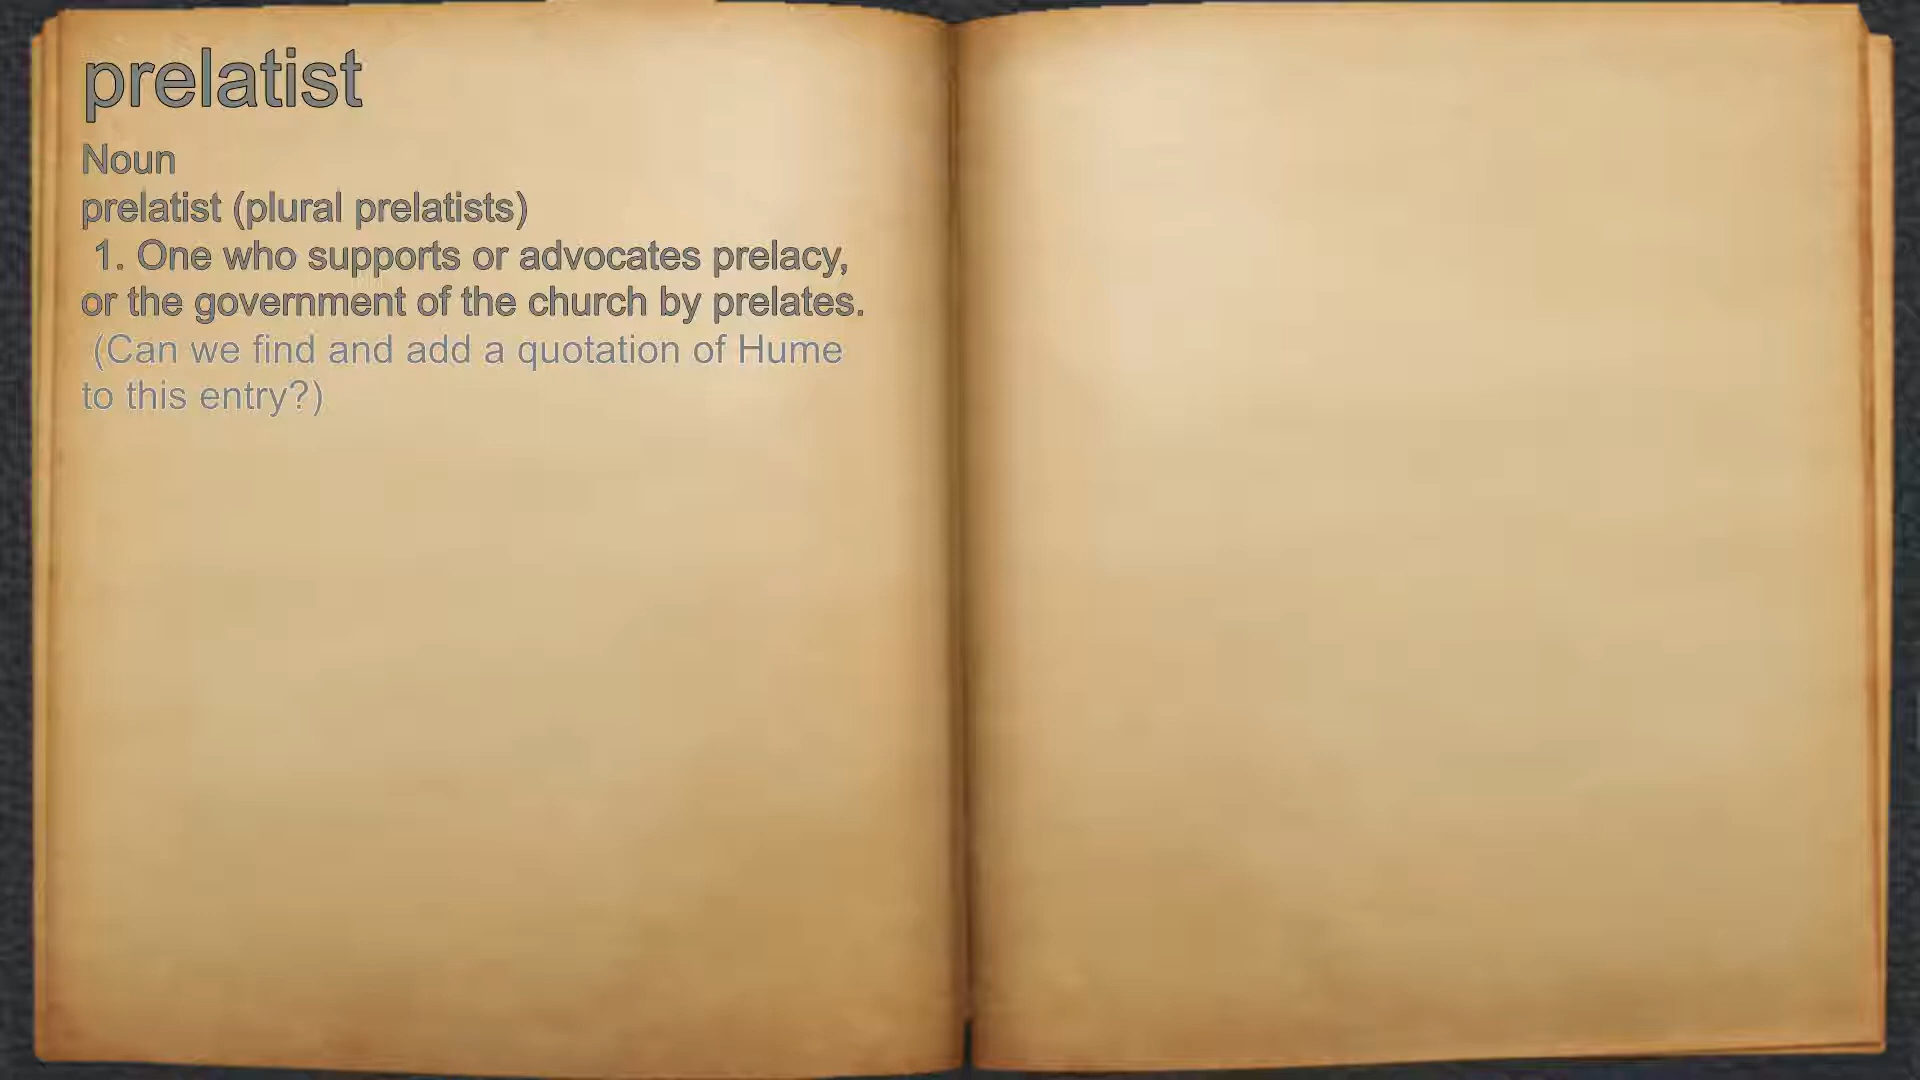 prelatist
Noun
prelatist (plural prelatists)
1. One who supports or advocates prelacy,
or the government of the church by prelates.
(Can we find and add a quotation of Hume
to this entry?)